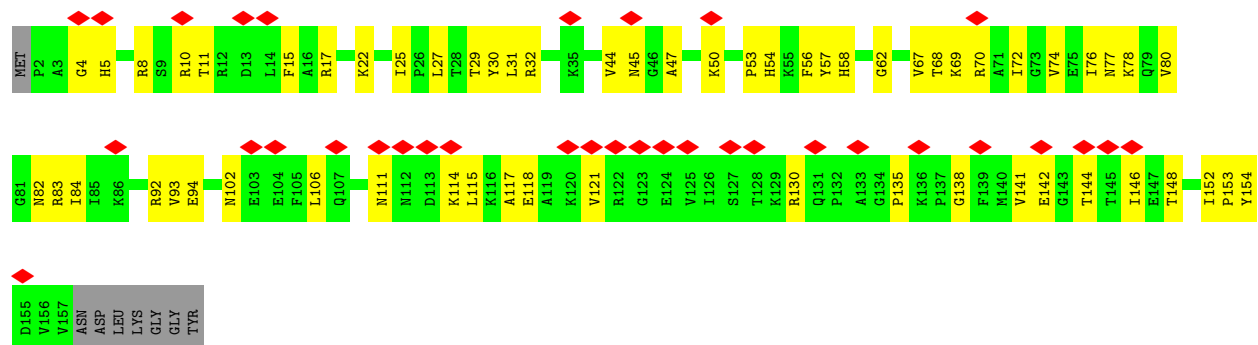 MET P2 A3 G4 H5 R8 S9 R10 T11 R12 D13 L14 F15 A16 R17 K22 I25 P26 L27 T28 T29 Y30 L31 R32 K35 V44 N45 G46 A47 K50 P53 H54 K55 F56 Y57 H58 G62 V67 T68 K69 R70 A71 I72 G73 V74 E75 I76 N77 K78 Q79 V80
G81 N82 R83 I84 I85 K86 R92 V93 E94 N102 E103 E104 F105 L106 Q107 N111 N112 D113 K114 L115 K116 A117 E118 A119 K120 V121 R122 G123 E124 V125 I126 S127 T128 K129 R130 Q131 P132 A133 G134 P135 K136 P137 G138 F139 M140 V141 E142 G143 T144 T145 I146 E147 T148 I152 P153 Y154
D155 V156 V157 ASN ASP LEU LYS GLY GLY TYR